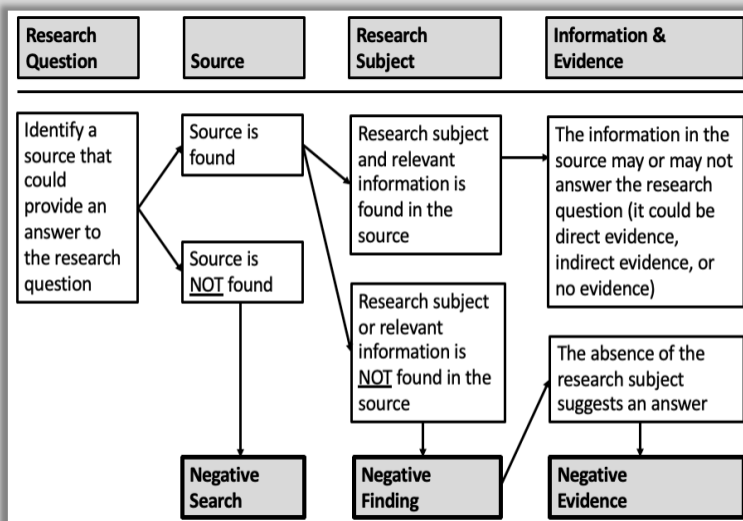 Research
Question
Source
Research
Subject
Information &
Evidence
Identify a
source that
could
provide an
answer to
the research
question
Source is
found
Source is
NOT found
Research subject
and relevant
information is
found in the
source
Research subject
or relevant
information is
NOT found in the
source
The information in the
source may or may not
answer the research
question (it could be
direct evidence,
indirect evidence, or
no evidence)
The absence of the
research subject
suggests an answer
Negative
Search
Negative
Finding
Negative
Evidence